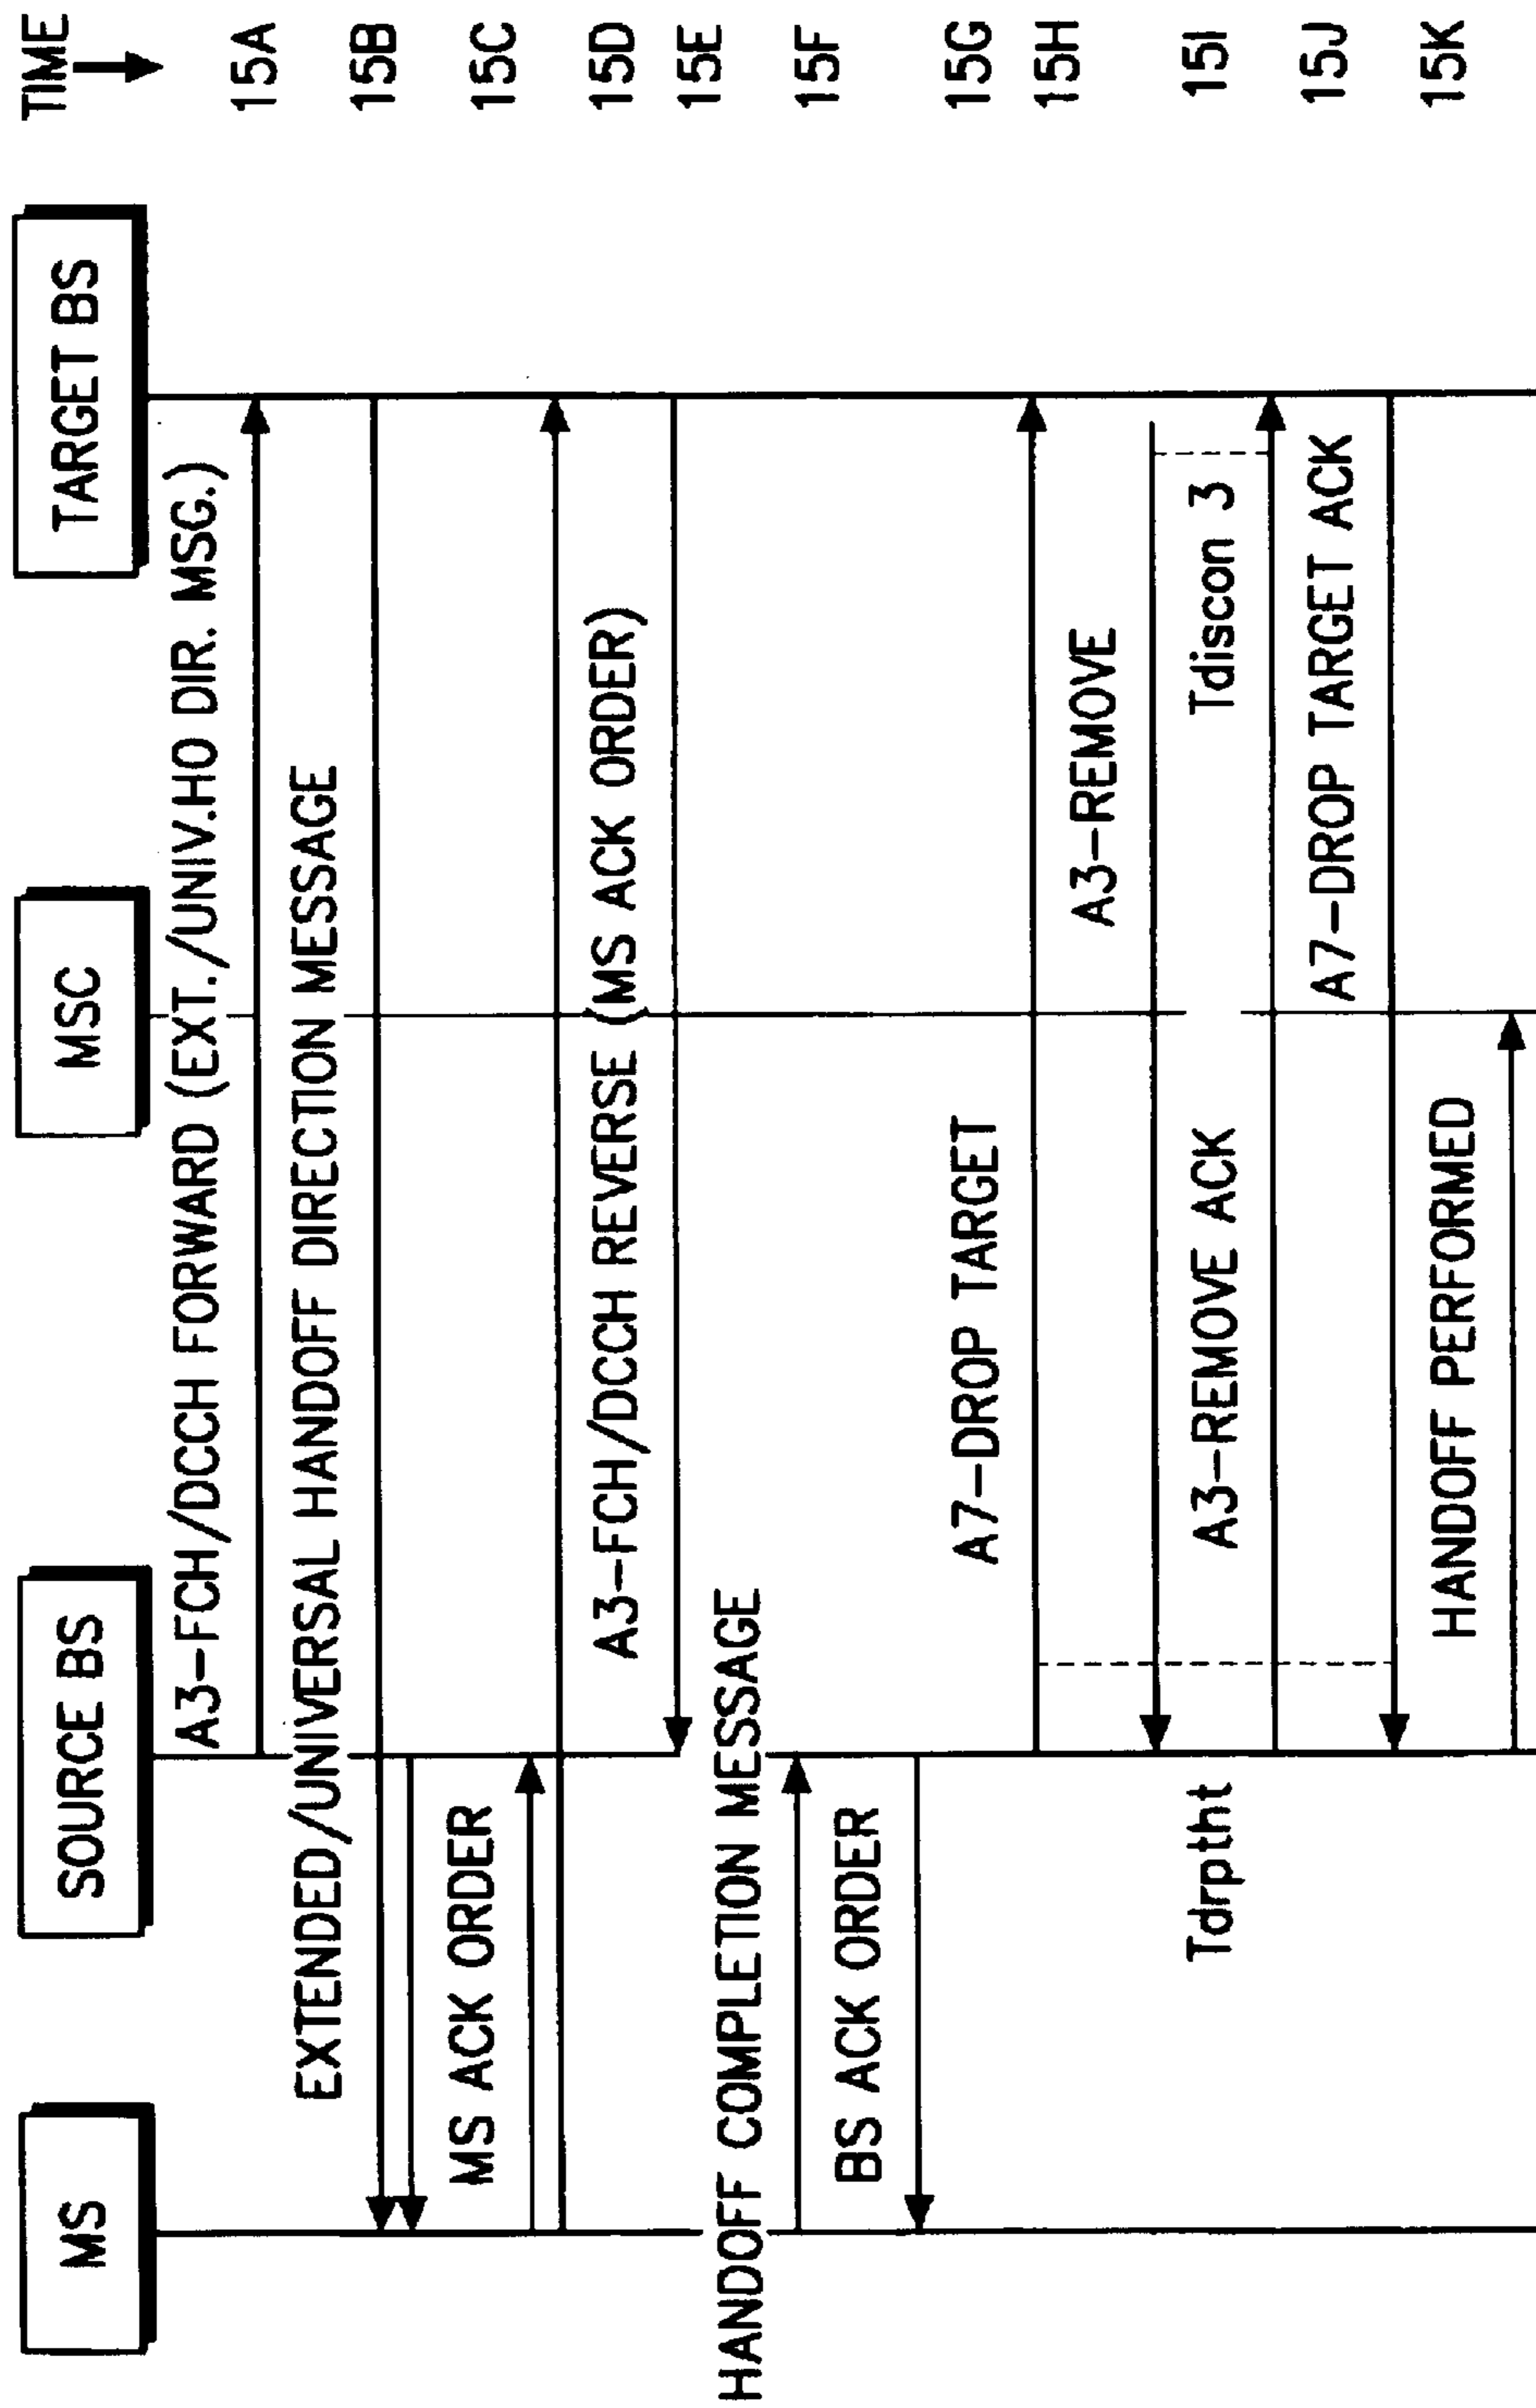 MS
SOURCE BS
MSC
TARGET BS
TIME
A3-FCH/DCCH FORWARD (EXT./UNIV.HO DIR. MSG.)
15A
EXTENDED/UNIVERSAL HANDOFF DIRECTION MESSAGE
15B
MS ACK ORDER
15C
A3-FCH/DCCH REVERSE (MS ACK ORDER)
15D
15E
HANDOFF COMPLETION MESSAGE
15F
BS ACK ORDER
A7-DROP TARGET
15G
15H
A3-REMOVE
Tdrptht
A3-REMOVE ACK
Tdiscon 3
15I
A7-DROP TARGET ACK
15J
HANDOFF PERFORMED
15K